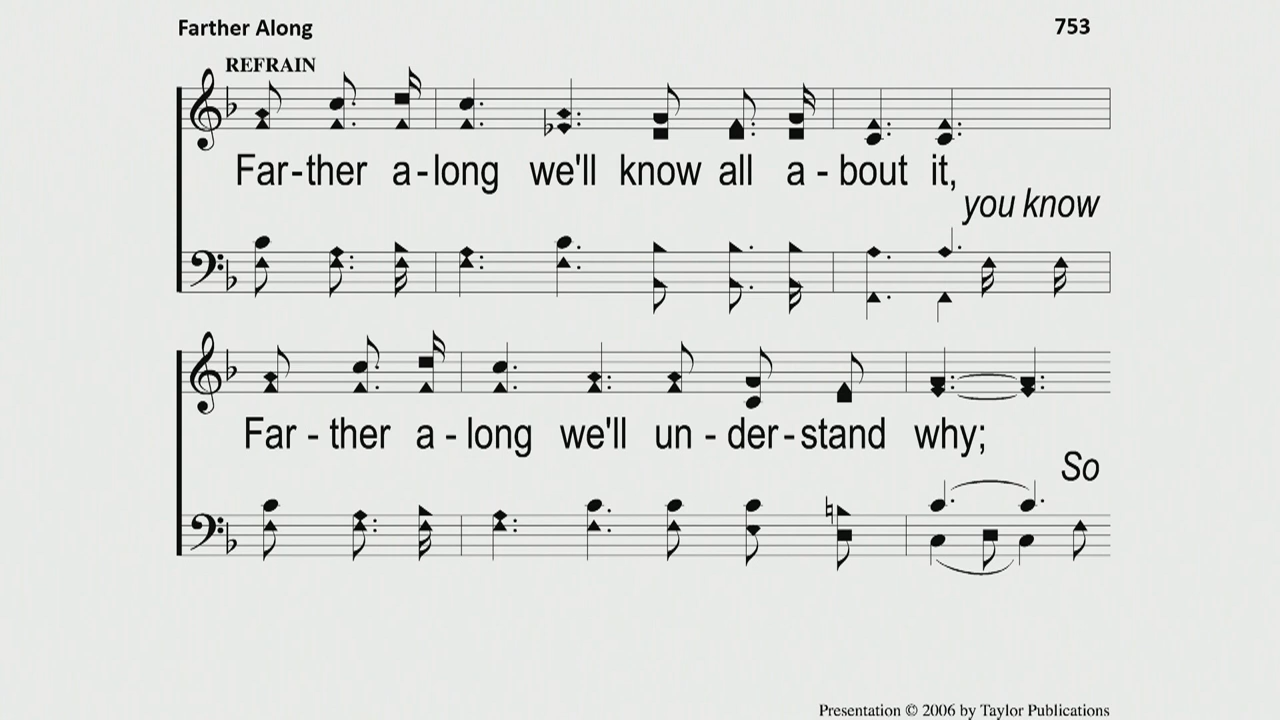 Farther Along 753
REFRAIN
Far-ther a-long we'll know all a - bout it,
you know
Far - ther a - long we'll un - der-stand why;
So
Presentation © 2006 by Taylor Publications